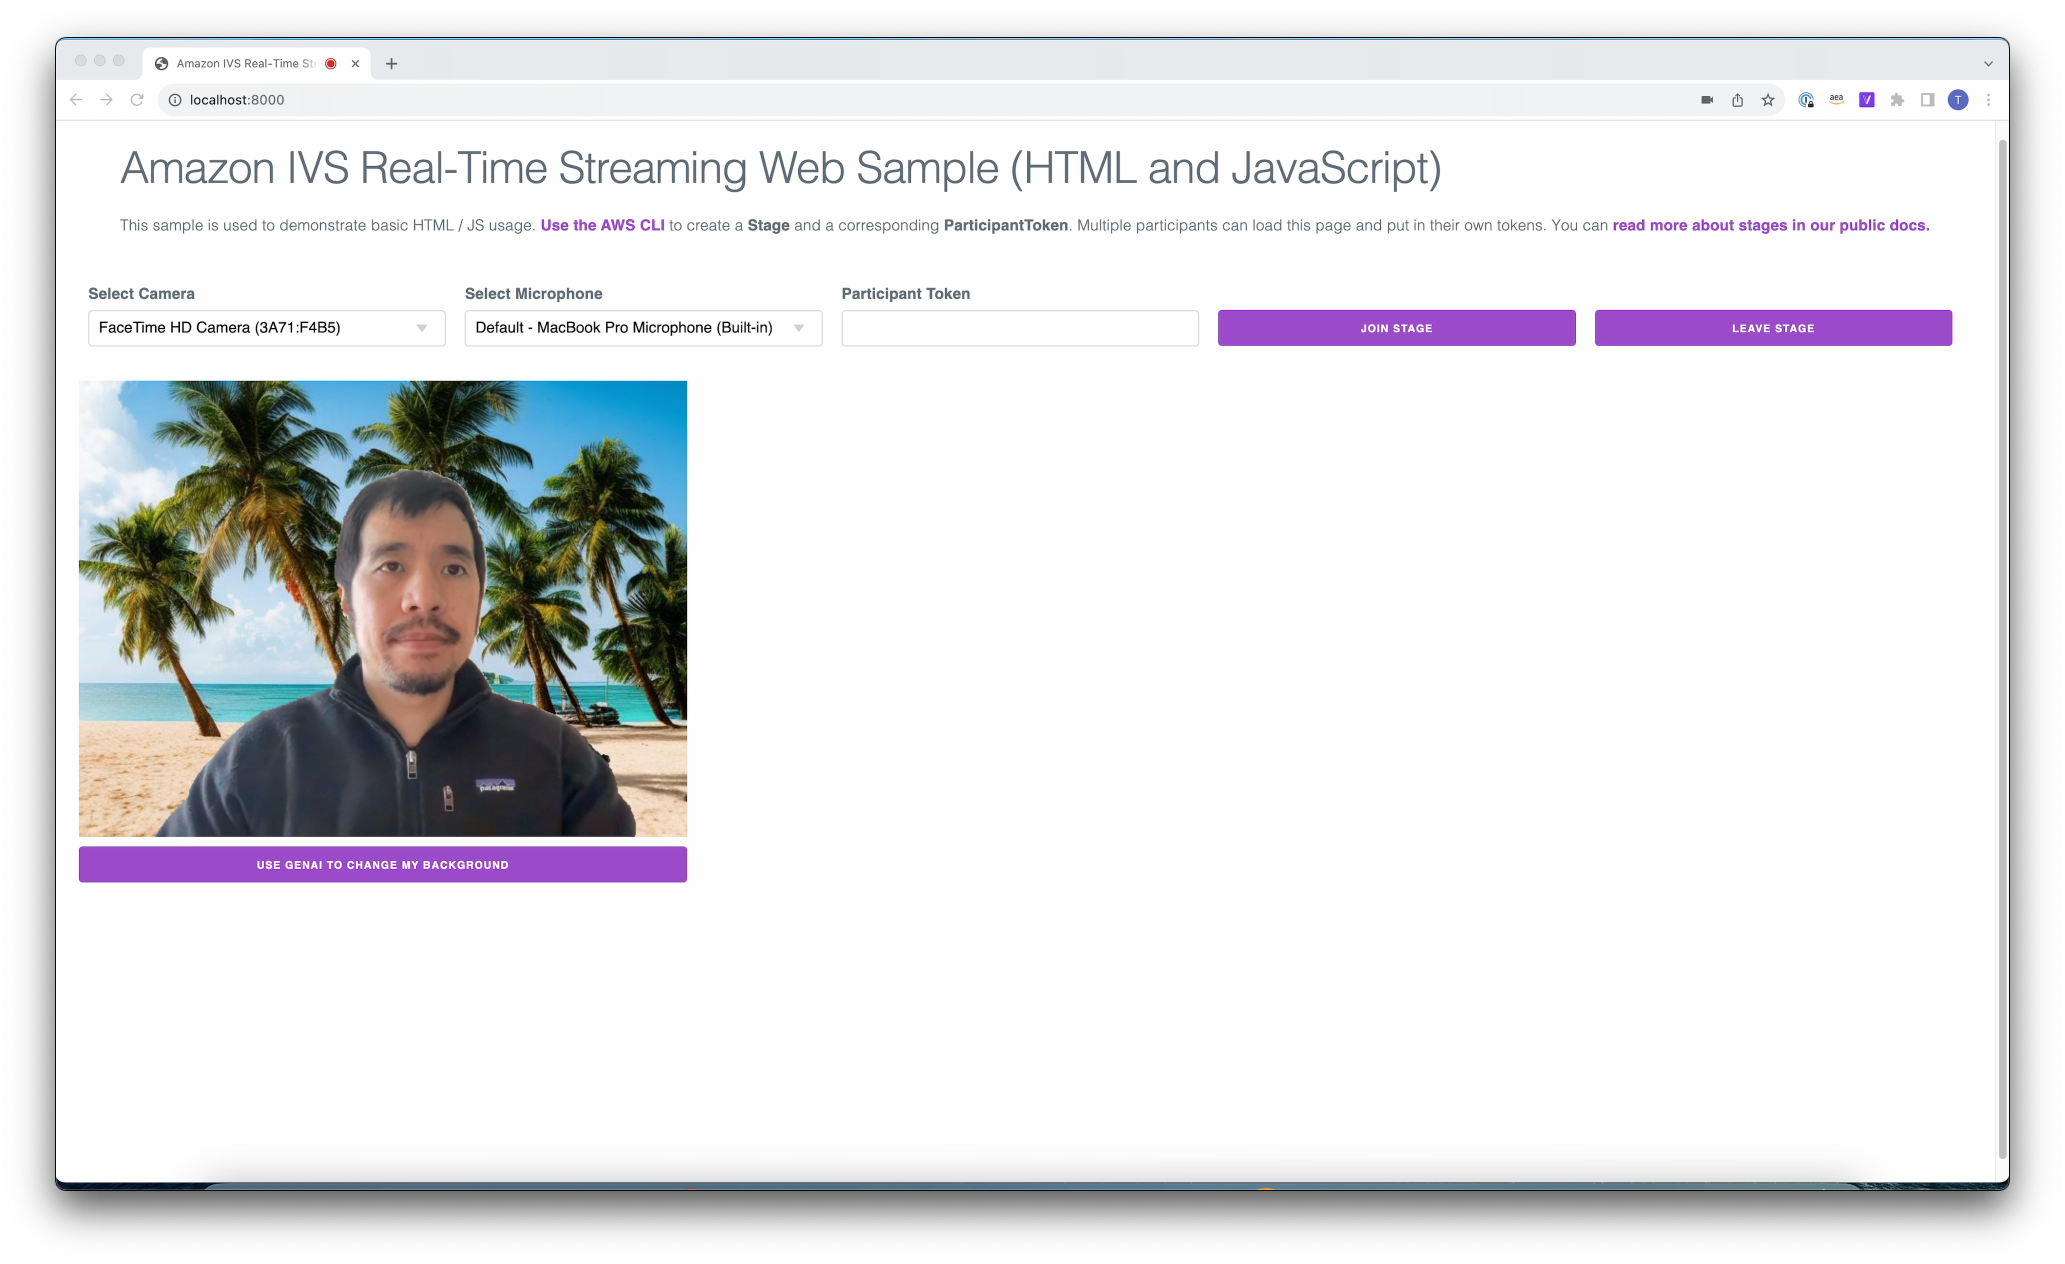 Amazon IVS Real-Time Str
localhost:8000
aea
V
T
Amazon IVS Real-Time Streaming Web Sample (HTML and JavaScript)
This sample is used to demonstrate basic HTML / JS usage. Use the AWS CLI to create a Stage and a corresponding ParticipantToken. Multiple participants can load this page and put in their own tokens. You can read more about stages in our public docs.
Select Camera
Select Microphone
Participant Token
FaceTime HD Camera (3A71:F4B5)
Default - MacBook Pro Microphone (Built-in)
JOIN STAGE
LEAVE STAGE
patagonia
USE GENAI TO CHANGE MY BACKGROUND